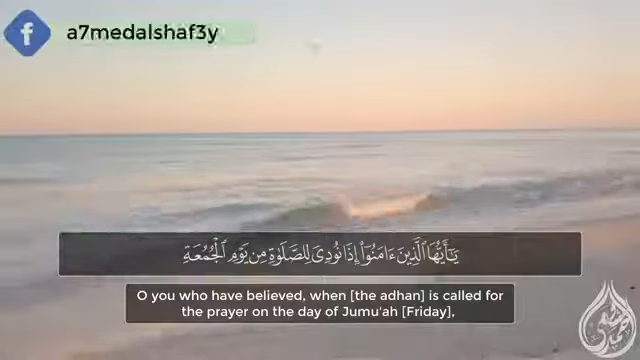 a7medalshaf3y
يَـٰٓأَيُّهَا ٱلَّذِينَ ءَامَنُوٓا۟ إِذَا نُودِىَ لِلصَّلَوٰةِ مِن يَوْمِ ٱلْجُمُعَةِ
O you who have believed, when [the adhan] is called for
the prayer on the day of Jumu'ah [Friday],